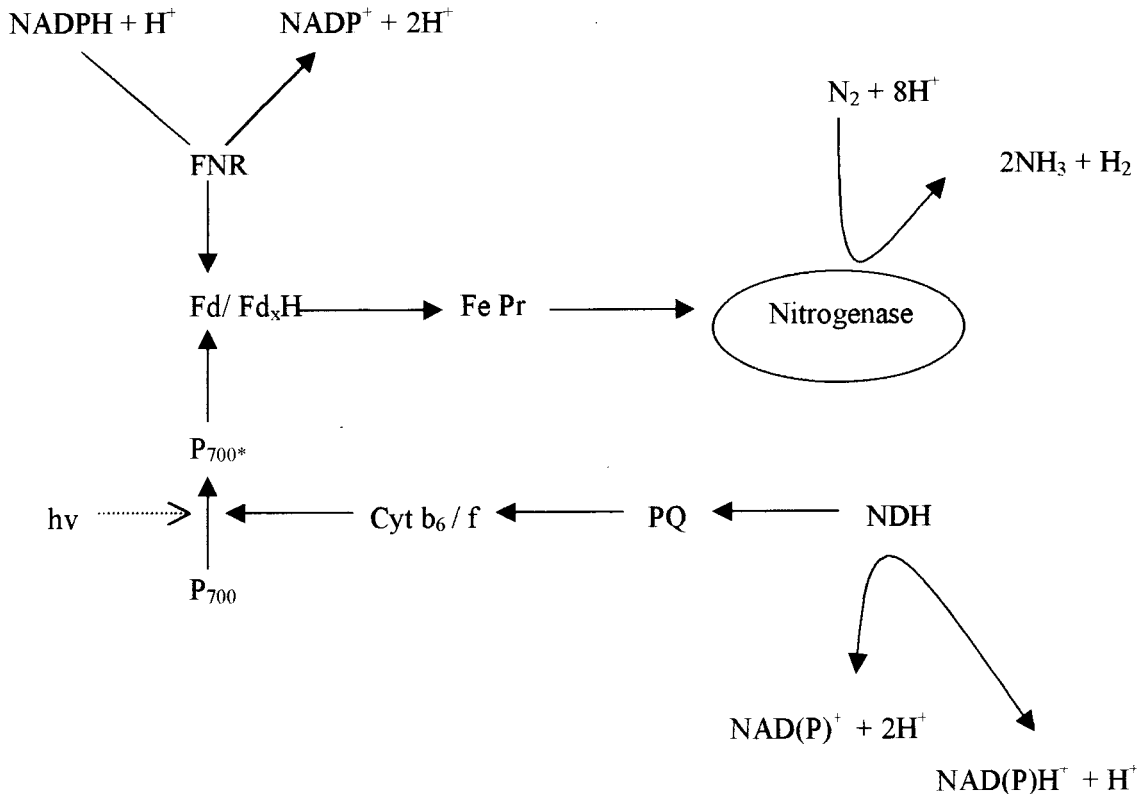 NADPH + H⁺ NADP⁺ + 2H⁺
N₂ + 8H⁺
2NH₃ + H₂
FNR
Fd/ FdₓH Fe Pr Nitrogenase
P₇₀₀*
hv Cyt b₆ / f PQ NDH
P₇₀₀
NAD(P)⁺ + 2H⁺
NAD(P)H⁺ + H⁺